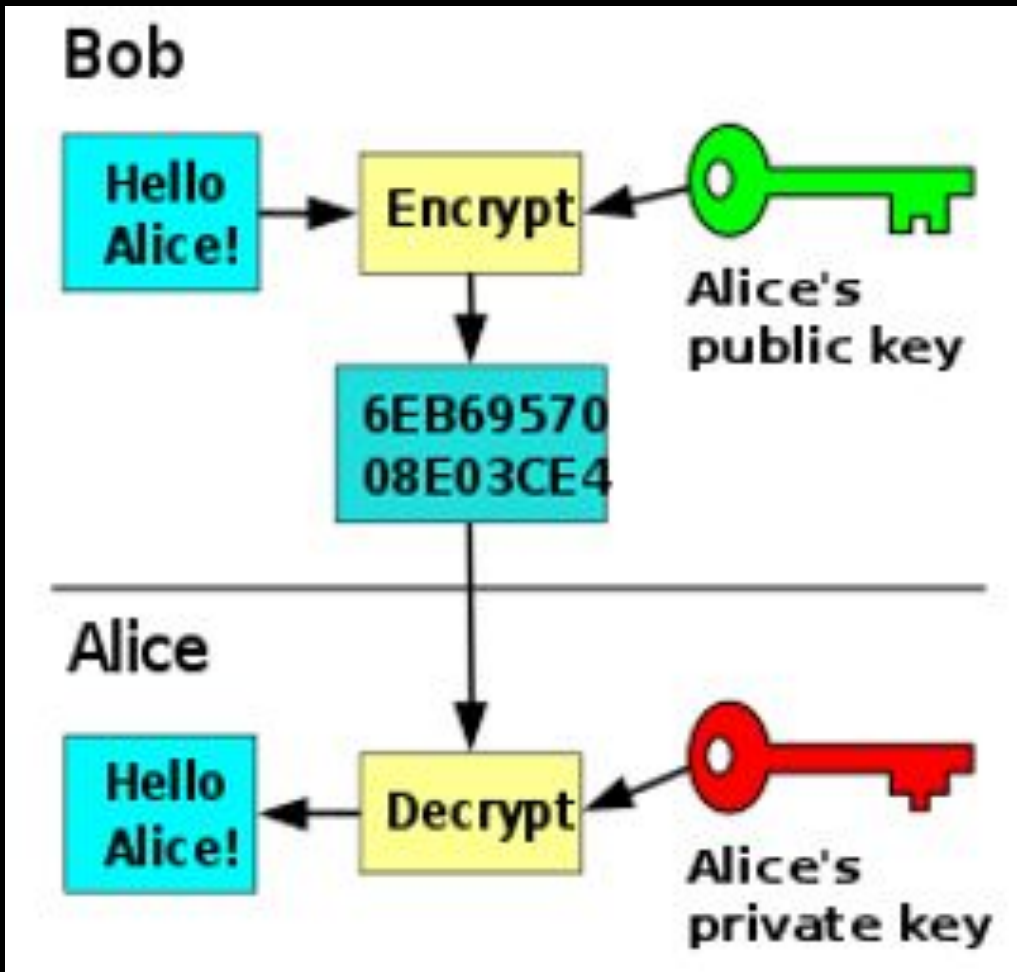 Bob
Hello
Alice!
Encrypt
Alice's
public key
6EB69570
08E03CE4
Alice
Hello
Alice!
Decrypt
Alice's
private key